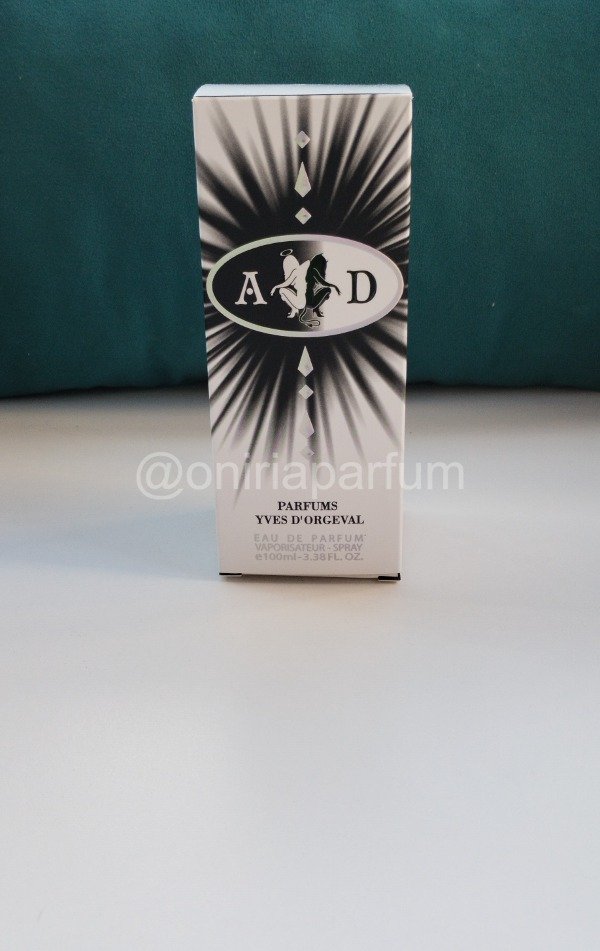 A D
@oniriaparfum
PARFUMS
YVES D'ORGEVAL
EAU DE PARFUM
VAPORISATEUR - SPRAY
e100ml-3.38FL. OZ.